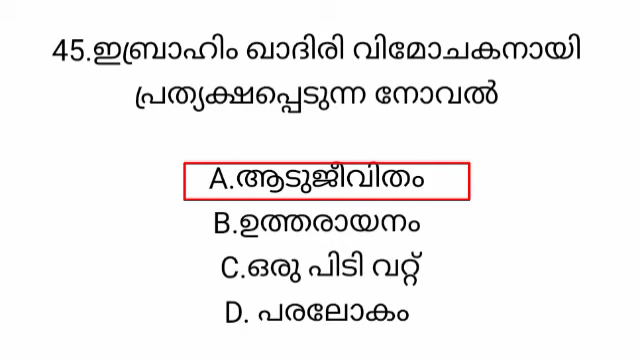 45.ഇബ്രാഹിം ഖാദിരി വിമോചകനായി
പ്രത്യക്ഷപ്പെടുന്ന നോവൽ
A.ആടുജീവിതം
B.ഉത്തരായനം
C.ഒരു പിടി വറ്റ്
D. പരലോകം